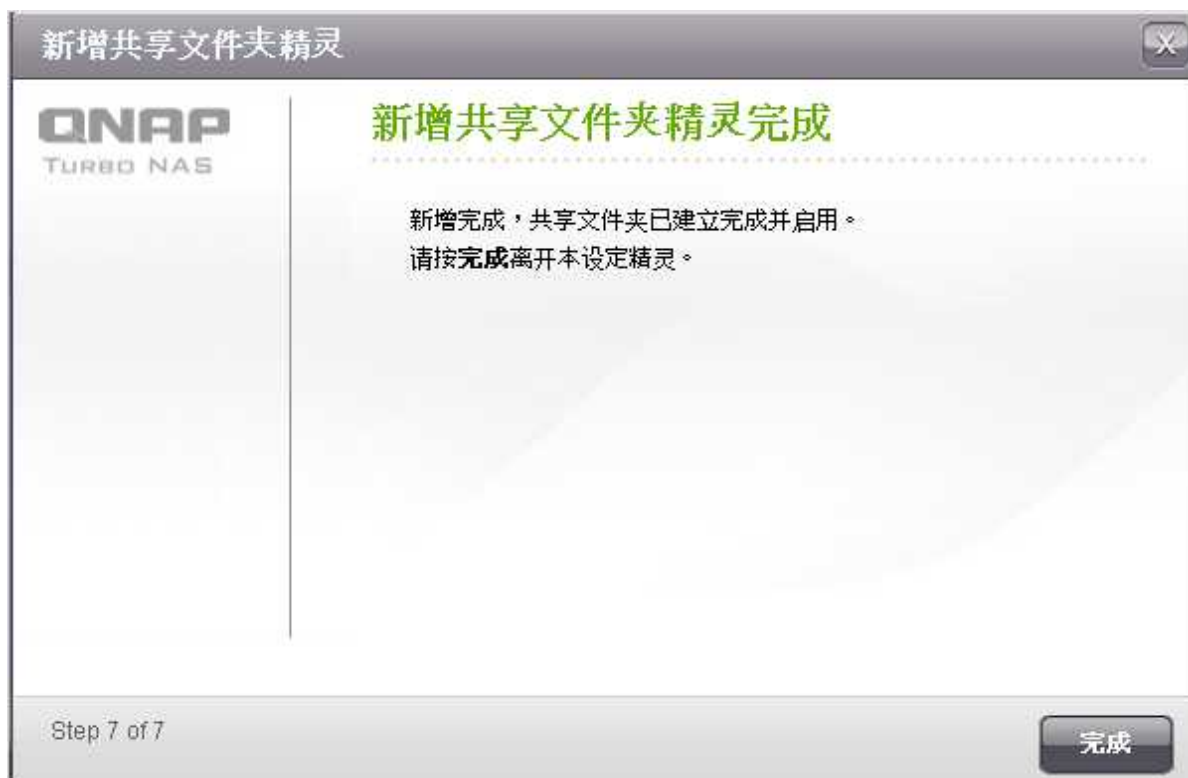 新增共享文件夹精灵
X
QNAP
TURBO NAS
新增共享文件夹精灵完成
新增完成，共享文件夹已建立完成并启用。
请按完成离开本设定精灵。
Step 7 of 7
完成